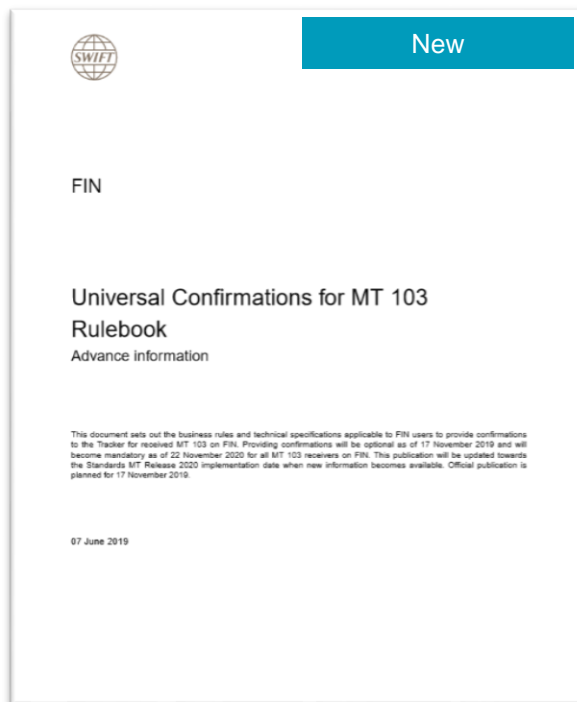 SWIFT
New
FIN
Universal Confirmations for MT 103
Rulebook
Advance information
This document sets out the business rules and technical specifications applicable to FIN users to provide confirmations
to the Tracker for received MT 103 on FIN. Providing confirmations will be optional as of 17 November 2019 and will
become mandatory as of 22 November 2020 for all MT 103 receivers on FIN. This publication will be updated towards
the Standards MT Release 2020 implementation date when new information becomes available. Official publication is
planned for 17 November 2019.
07 June 2019